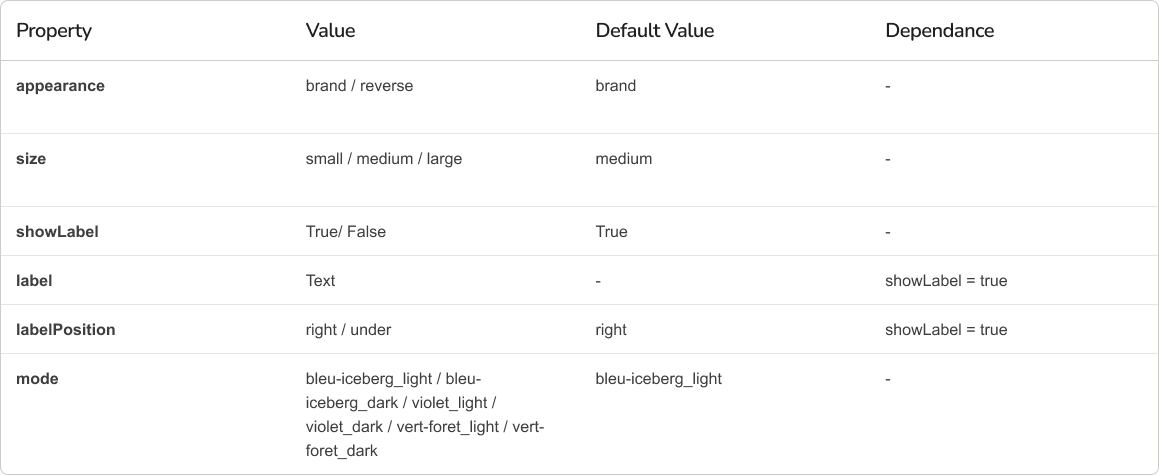 Property Value Default Value Dependance
appearance brand / reverse brand -
size small / medium / large medium -
showLabel True/ False True -
label Text - showLabel = true
labelPosition right / under right showLabel = true
mode bleu-iceberg_light / bleu- bleu-iceberg_light -
iceberg_dark / violet_light /
violet_dark / vert-foret_light / vert-
foret_dark